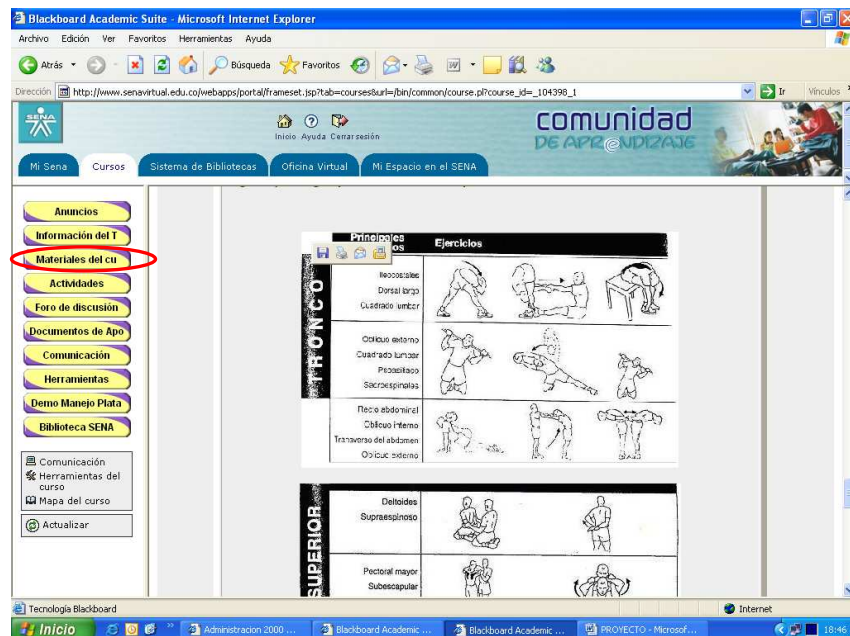 Blackboard Academic Suite - Microsoft Internet Explorer
Archivo Edición Ver Favoritos Herramientas Ayuda
Atrás Búsqueda Favoritos
Dirección http://www.senavirtual.edu.co/webapps/portal/frameset.jsp?tab=courses&url=/bin/common/course.pl?course_id=_104398_1 Ir Vínculos
SENA
Inicio Ayuda Cerrar sesión
comunidad
DE APRENDIZAJE
Mi Sena Cursos Sistema de Bibliotecas Oficina Virtual Mi Espacio en el SENA
Anuncios
Información del T
Materiales del cu
Actividades
Foro de discusión
Documentos de Apo
Comunicación
Herramientas
Demo Manejo Plata
Biblioteca SENA
Comunicación
Herramientas del
curso
Mapa del curso
Actualizar
Principales Ejercicios
TRONCO
Ileocostales
Dorsal largo
Cuadrado lumbar
Oblicuo externo
Cuadrado lumbar
Psoasiliaco
Sacroespinales
Recto abdominal
Oblicuo interno
Transverso del abdomen
Oblicuo externo
SUPERIOR
Deltoides
Supraespinoso
Pectoral mayor
Subescapular
Tecnología Blackboard Internet
Inicio Administracion 2000 ... Blackboard Academic ... Blackboard Academic ... PROYECTO - Microsof... 18:46